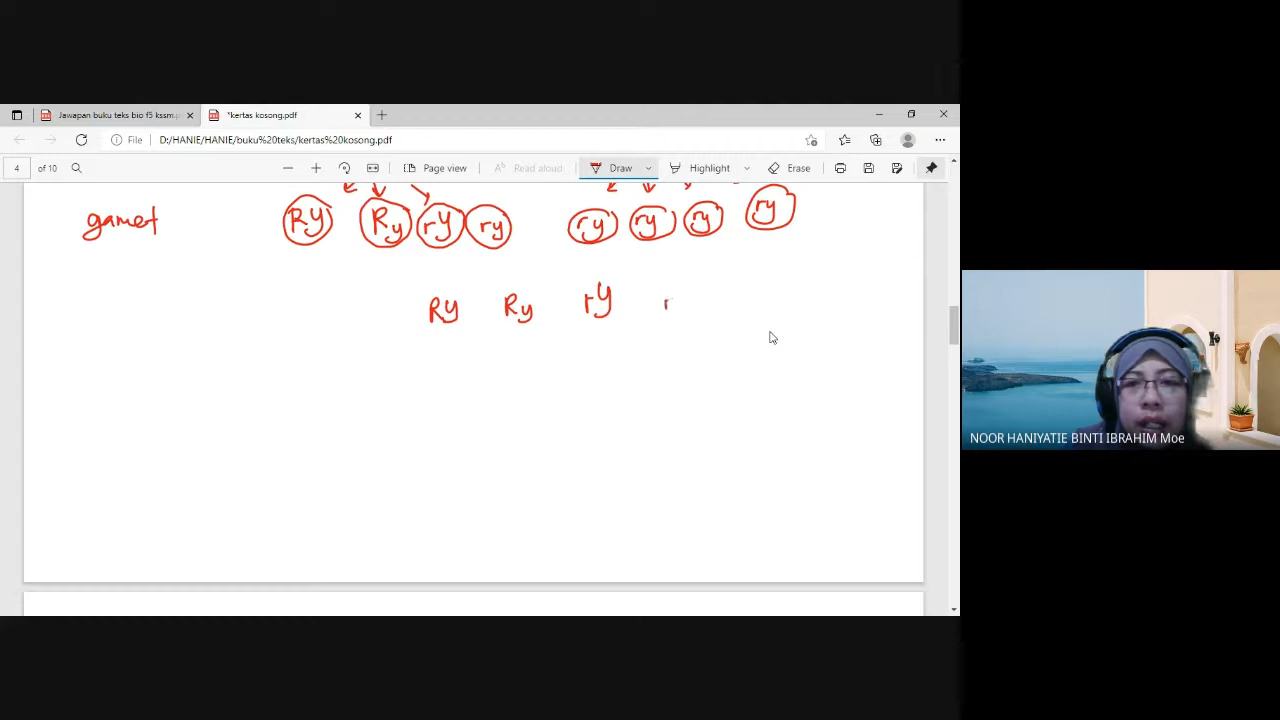 Jawapan buku teks bio f5 kssm.p
*kertas kosong.pdf
File D:/HANIE/HANIE/buku%20teks/kertas%20kosong.pdf
4 of 10 Page view Read aloud Draw Highlight Erase
gamet RY Ry rY ry ry ry ry ry
RY Ry rY r
NOOR HANIYATIE BINTI IBRAHIM Moe